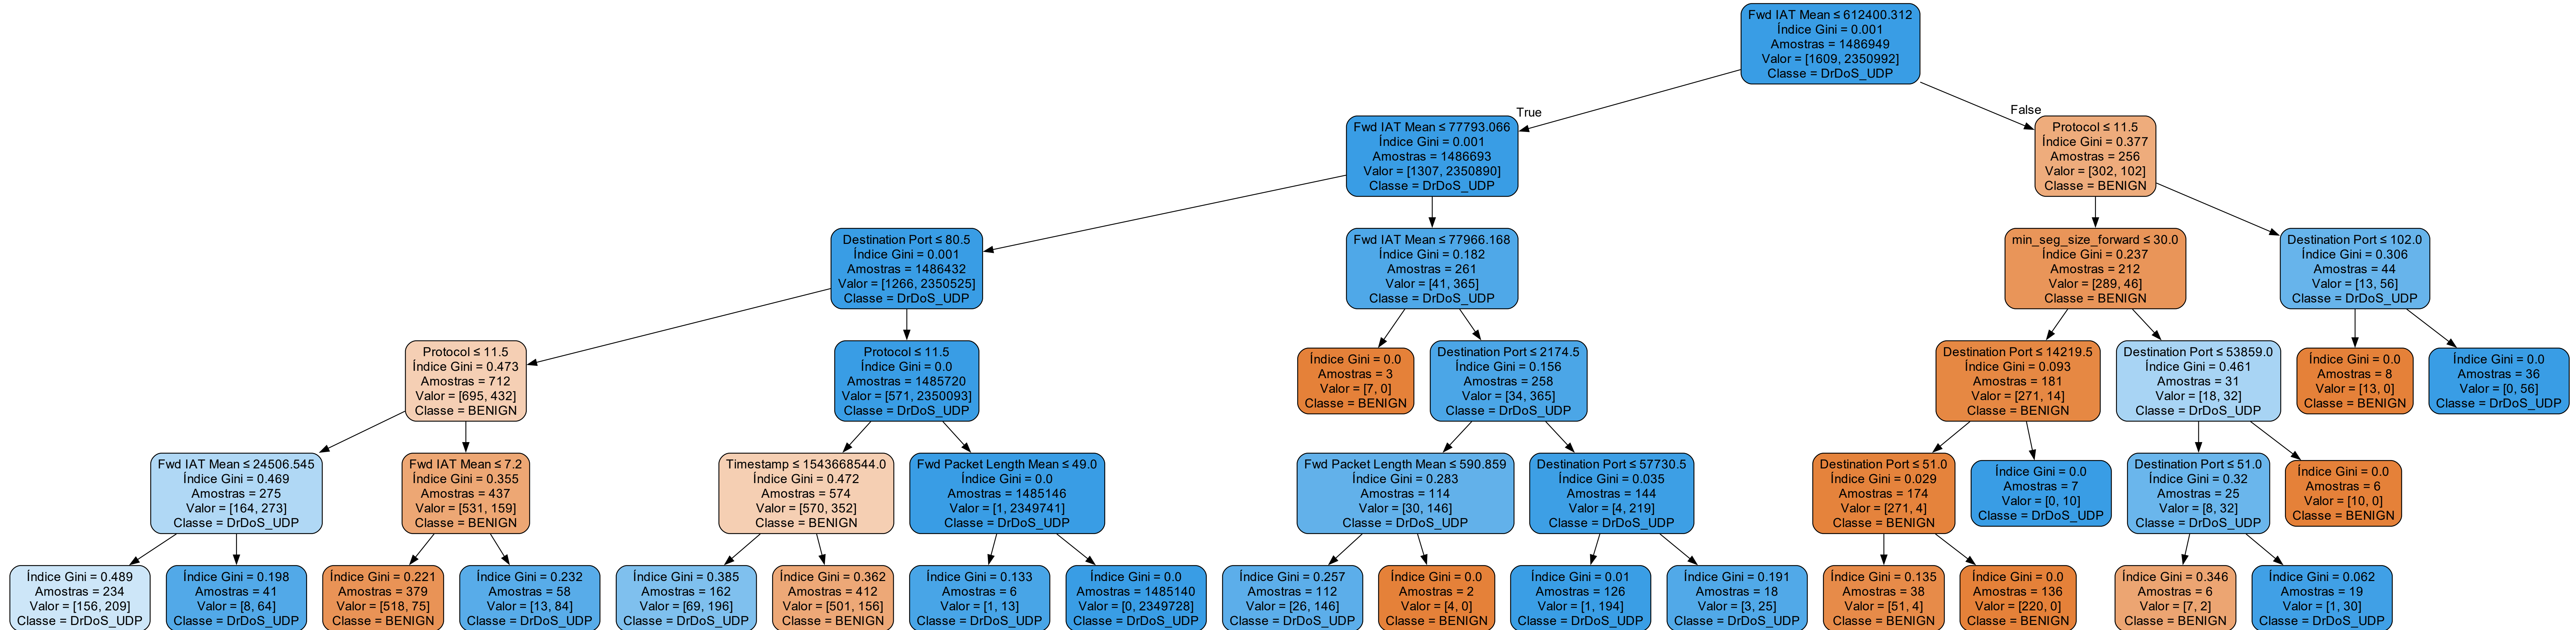 Fwd IAT Mean ≤ 612400.312
Índice Gini = 0.001
Amostras = 1486949
Valor = [1609, 2350992]
Classe = DrDoS_UDP
True
False
Fwd IAT Mean ≤ 77793.066
Índice Gini = 0.001
Amostras = 1486693
Valor = [1307, 2350890]
Classe = DrDoS_UDP
Protocol ≤ 11.5
Índice Gini = 0.377
Amostras = 256
Valor = [302, 102]
Classe = BENIGN
Destination Port ≤ 80.5
Índice Gini = 0.001
Amostras = 1486432
Valor = [1266, 2350525]
Classe = DrDoS_UDP
Fwd IAT Mean ≤ 77966.168
Índice Gini = 0.182
Amostras = 261
Valor = [41, 365]
Classe = DrDoS_UDP
min_seg_size_forward ≤ 30.0
Índice Gini = 0.237
Amostras = 212
Valor = [289, 46]
Classe = BENIGN
Destination Port ≤ 102.0
Índice Gini = 0.306
Amostras = 44
Valor = [13, 56]
Classe = DrDoS_UDP
Protocol ≤ 11.5
Índice Gini = 0.473
Amostras = 712
Valor = [695, 432]
Classe = BENIGN
Protocol ≤ 11.5
Índice Gini = 0.0
Amostras = 1485720
Valor = [571, 2350093]
Classe = DrDoS_UDP
Índice Gini = 0.0
Amostras = 3
Valor = [7, 0]
Classe = BENIGN
Destination Port ≤ 2174.5
Índice Gini = 0.156
Amostras = 258
Valor = [34, 365]
Classe = DrDoS_UDP
Destination Port ≤ 14219.5
Índice Gini = 0.093
Amostras = 181
Valor = [271, 14]
Classe = BENIGN
Destination Port ≤ 53859.0
Índice Gini = 0.461
Amostras = 31
Valor = [18, 32]
Classe = DrDoS_UDP
Índice Gini = 0.0
Amostras = 8
Valor = [13, 0]
Classe = BENIGN
Índice Gini = 0.0
Amostras = 36
Valor = [0, 56]
Classe = DrDoS_UDP
Fwd IAT Mean ≤ 24506.545
Índice Gini = 0.469
Amostras = 275
Valor = [164, 273]
Classe = DrDoS_UDP
Fwd IAT Mean ≤ 7.2
Índice Gini = 0.355
Amostras = 437
Valor = [531, 159]
Classe = BENIGN
Timestamp ≤ 1543668544.0
Índice Gini = 0.472
Amostras = 574
Valor = [570, 352]
Classe = BENIGN
Fwd Packet Length Mean ≤ 49.0
Índice Gini = 0.0
Amostras = 1485146
Valor = [1, 2349741]
Classe = DrDoS_UDP
Fwd Packet Length Mean ≤ 590.859
Índice Gini = 0.283
Amostras = 114
Valor = [30, 146]
Classe = DrDoS_UDP
Destination Port ≤ 57730.5
Índice Gini = 0.035
Amostras = 144
Valor = [4, 219]
Classe = DrDoS_UDP
Destination Port ≤ 51.0
Índice Gini = 0.029
Amostras = 174
Valor = [271, 4]
Classe = BENIGN
Índice Gini = 0.0
Amostras = 7
Valor = [0, 10]
Classe = DrDoS_UDP
Destination Port ≤ 51.0
Índice Gini = 0.32
Amostras = 25
Valor = [8, 32]
Classe = DrDoS_UDP
Índice Gini = 0.0
Amostras = 6
Valor = [10, 0]
Classe = BENIGN
Índice Gini = 0.489
Amostras = 234
Valor = [156, 209]
Classe = DrDoS_UDP
Índice Gini = 0.198
Amostras = 41
Valor = [8, 64]
Classe = DrDoS_UDP
Índice Gini = 0.221
Amostras = 379
Valor = [518, 75]
Classe = BENIGN
Índice Gini = 0.232
Amostras = 58
Valor = [13, 84]
Classe = DrDoS_UDP
Índice Gini = 0.385
Amostras = 162
Valor = [69, 196]
Classe = DrDoS_UDP
Índice Gini = 0.362
Amostras = 412
Valor = [501, 156]
Classe = BENIGN
Índice Gini = 0.133
Amostras = 6
Valor = [1, 13]
Classe = DrDoS_UDP
Índice Gini = 0.0
Amostras = 1485140
Valor = [0, 2349728]
Classe = DrDoS_UDP
Índice Gini = 0.257
Amostras = 112
Valor = [26, 146]
Classe = DrDoS_UDP
Índice Gini = 0.0
Amostras = 2
Valor = [4, 0]
Classe = BENIGN
Índice Gini = 0.01
Amostras = 126
Valor = [1, 194]
Classe = DrDoS_UDP
Índice Gini = 0.191
Amostras = 18
Valor = [3, 25]
Classe = DrDoS_UDP
Índice Gini = 0.135
Amostras = 38
Valor = [51, 4]
Classe = BENIGN
Índice Gini = 0.0
Amostras = 136
Valor = [220, 0]
Classe = BENIGN
Índice Gini = 0.346
Amostras = 6
Valor = [7, 2]
Classe = BENIGN
Índice Gini = 0.062
Amostras = 19
Valor = [1, 30]
Classe = DrDoS_UDP